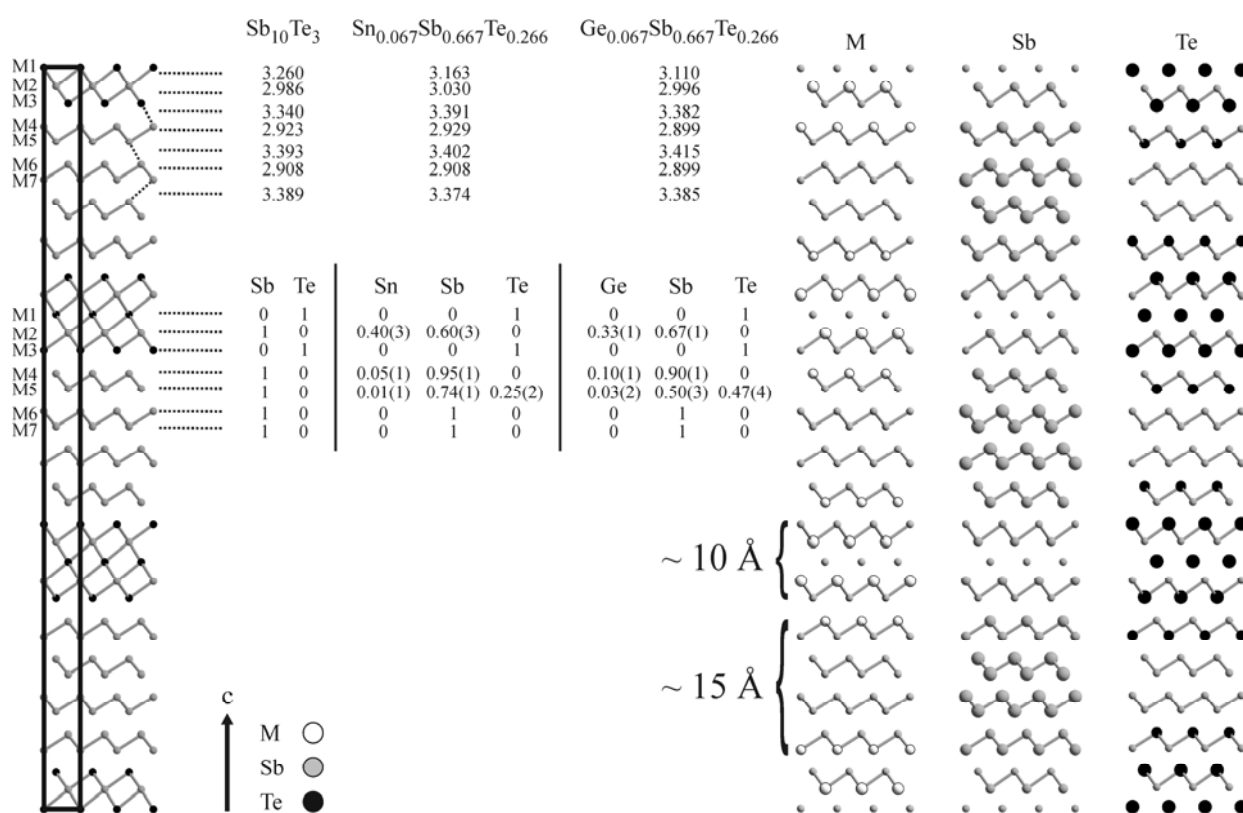 Sb10Te3 Sn0.067Sb0.667Te0.266 Ge0.067Sb0.667Te0.266
M Sb Te
M1 3.260 3.163 3.110
M2 2.986 3.030 2.996
M3 3.340 3.391 3.382
M4 2.923 2.929 2.899
M5 3.393 3.402 3.415
M6 2.908 2.908 2.899
M7 3.389 3.374 3.385
Sb Te Sn Sb Te Ge Sb Te
M1 0 1 0 0 1 0 0 1
M2 1 0 0.40(3) 0.60(3) 0 0.33(1) 0.67(1) 0
M3 0 1 0 0 1 0 0 1
M4 1 0 0.05(1) 0.95(1) 0 0.10(1) 0.90(1) 0
M5 1 0 0.01(1) 0.74(1) 0.25(2) 0.03(2) 0.50(3) 0.47(4)
M6 1 0 0 1 0 0 1 0
M7 1 0 0 1 0 0 1 0
~ 10 Å
~ 15 Å
c
M
Sb
Te